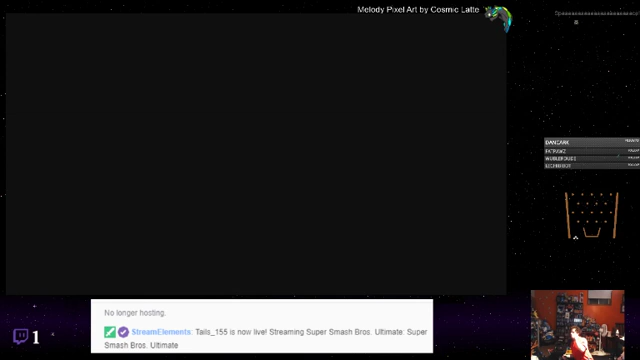 Melody Pixel Art by Cosmic Latte
DANDARK
No longer hosting.
StreamElements: Tails_155 is now live! Streaming Super Smash Bros. Ultimate: Super
Smash Bros. Ultimate
1